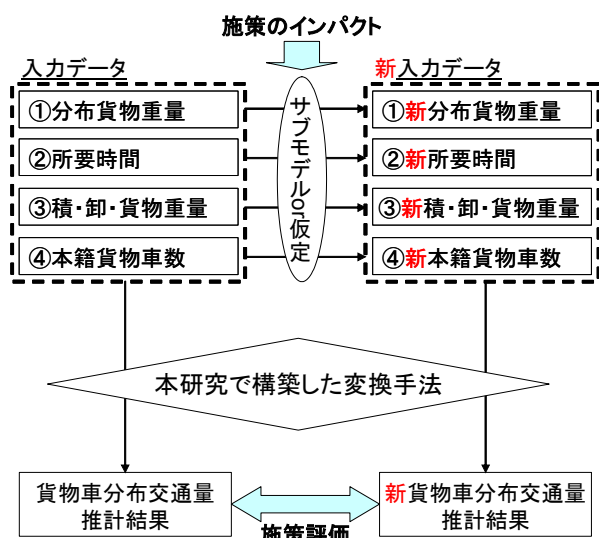 施策のインパクト
入力データ
新入力データ
①分布貨物重量
②所要時間
③積・卸・貨物重量
④本籍貨物車数
サブモデルor仮定
①新分布貨物重量
②新所要時間
③新積・卸・貨物重量
④新本籍貨物車数
本研究で構築した変換手法
貨物車分布交通量
推計結果
施策評価
新貨物車分布交通量
推計結果